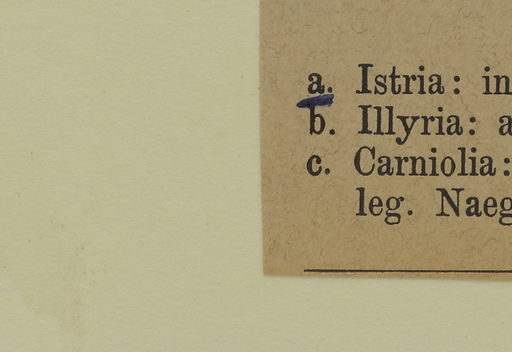 a. Istria: in
b. Illyria: a
c. Carniolia:
leg. Naeg